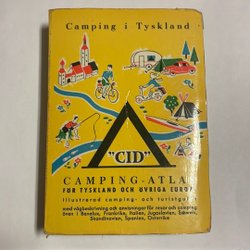 Camping i Tyskland
"CID"
CAMPING-ATLAS
FÜR TYSKLAND OCH ÖVRIGA EUROPA
illustrerad camping- och turistguide
med vägbeskrivning och anvisningar för resor och camping
även i Benelux, Frankrike, Italien, Jugoslavien, Schweiz,
Skandinavien, Spanien, Österrike